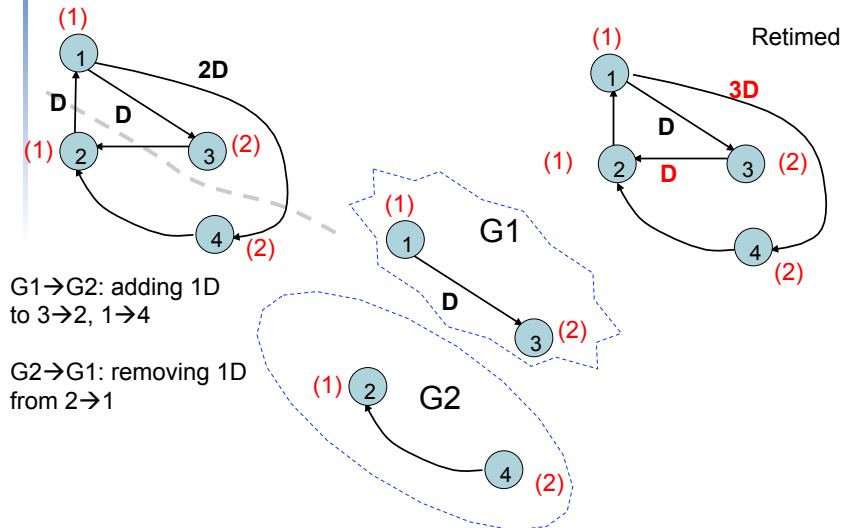 (1)
1
2D
D
D
(1)
2
3
(2)
4
(2)
(1)
Retimed
1
3D
D
(1)
2
D
3
(2)
4
(2)
G1→G2: adding 1D
to 3→2, 1→4
G2→G1: removing 1D
from 2→1
(1)
1
G1
D
(2)
3
(1)
2
G2
4
(2)